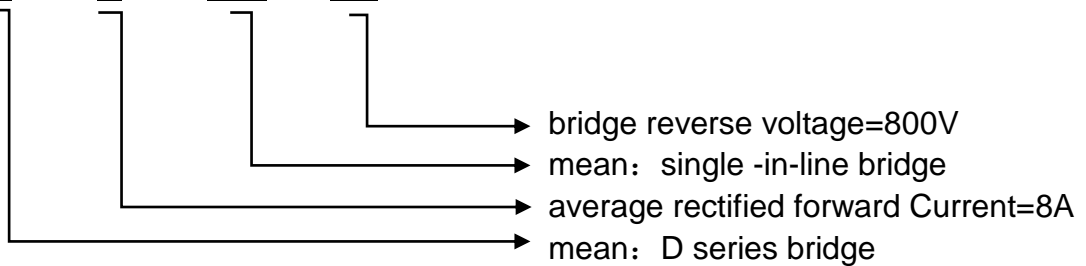 bridge reverse voltage=800V
mean：single -in-line bridge
average rectified forward Current=8A
mean：D series bridge